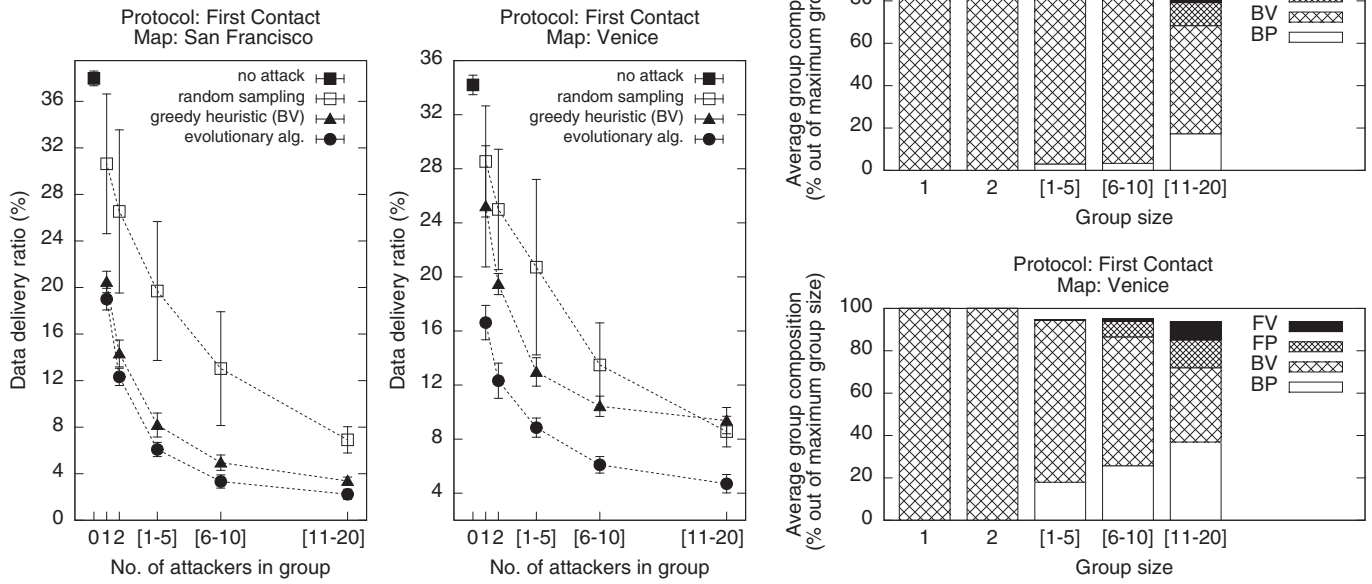 Protocol: First Contact
Map: San Francisco
no attack
random sampling
greedy heuristic (BV)
evolutionary alg.
Data delivery ratio (%)
36
32
28
24
20
16
12
8
4
0
0 1 2 [1-5] [6-10] [11-20]
No. of attackers in group
Protocol: First Contact
Map: Venice
no attack
random sampling
greedy heuristic (BV)
evolutionary alg.
Data delivery ratio (%)
36
32
28
24
20
16
12
8
4
0 1 2 [1-5] [6-10] [11-20]
No. of attackers in group
Average group
(% out of maximum
80
60
40
20
0
BV
BP
1 2 [1-5] [6-10] [11-20]
Group size
Protocol: First Contact
Map: Venice
Average group composition
(% out of maximum group size)
100
80
60
40
20
0
FV
FP
BV
BP
1 2 [1-5] [6-10] [11-20]
Group size